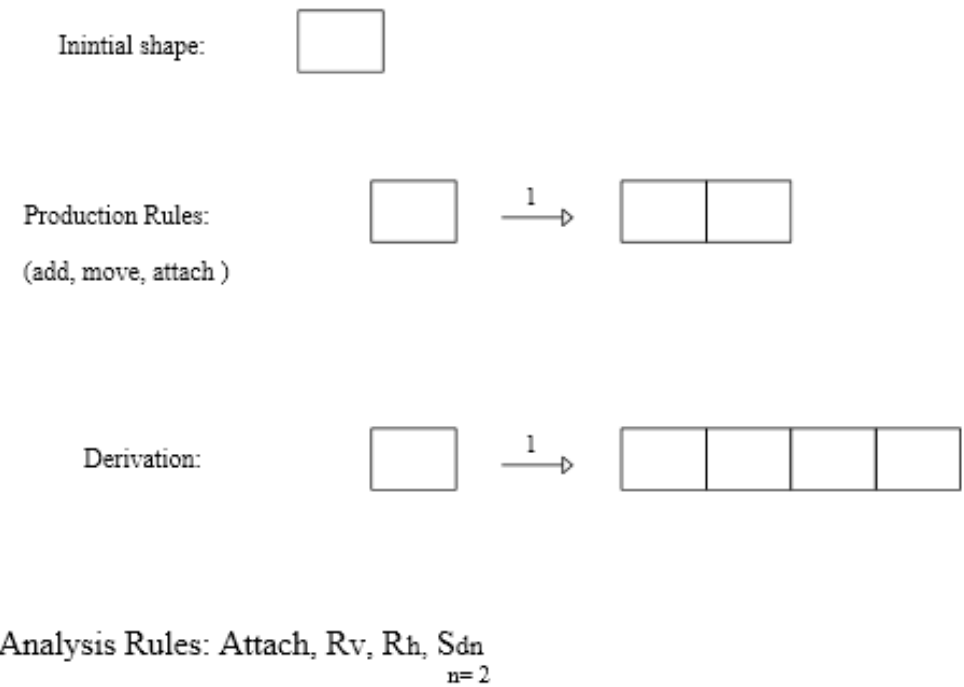 Inintial shape:
1
Production Rules:
(add, move, attach )
1
Derivation:
Analysis Rules: Attach, Rv, Rh, Sdn
n= 2